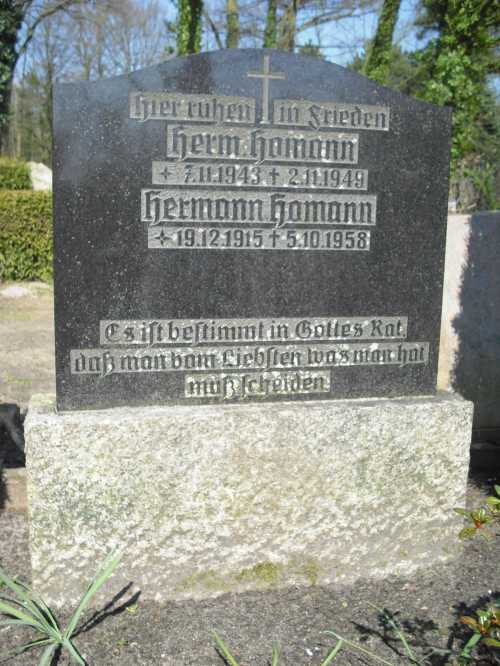 Hier ruhen in Frieden
Herm. Homann
+ 7.11.1943 + 2.11.1949
Hermann Homann
+ 19.12.1915 + 5.10.1958
Es ist bestimmt in Gottes Rat,
daß man vom Liebsten was man hat
muß scheiden